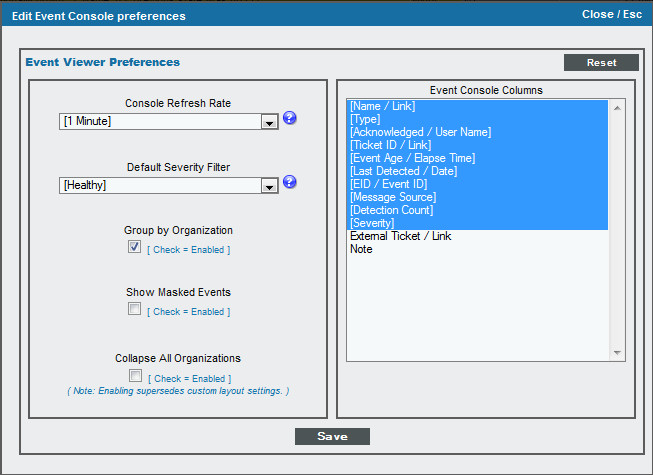 Edit Event Console preferences
Close / Esc
Event Viewer Preferences
Reset
Console Refresh Rate
[1 Minute]
?
Default Severity Filter
[Healthy]
?
Group by Organization
[ Check = Enabled ]
Show Masked Events
[ Check = Enabled ]
Collapse All Organizations
[ Check = Enabled ]
( Note: Enabling supersedes custom layout settings. )
Event Console Columns
[Name / Link]
[Type]
[Acknowledged / User Name]
[Ticket ID / Link]
[Event Age / Elapse Time]
[Last Detected / Date]
[EID / Event ID]
[Message Source]
[Detection Count]
[Severity]
External Ticket / Link
Note
Save